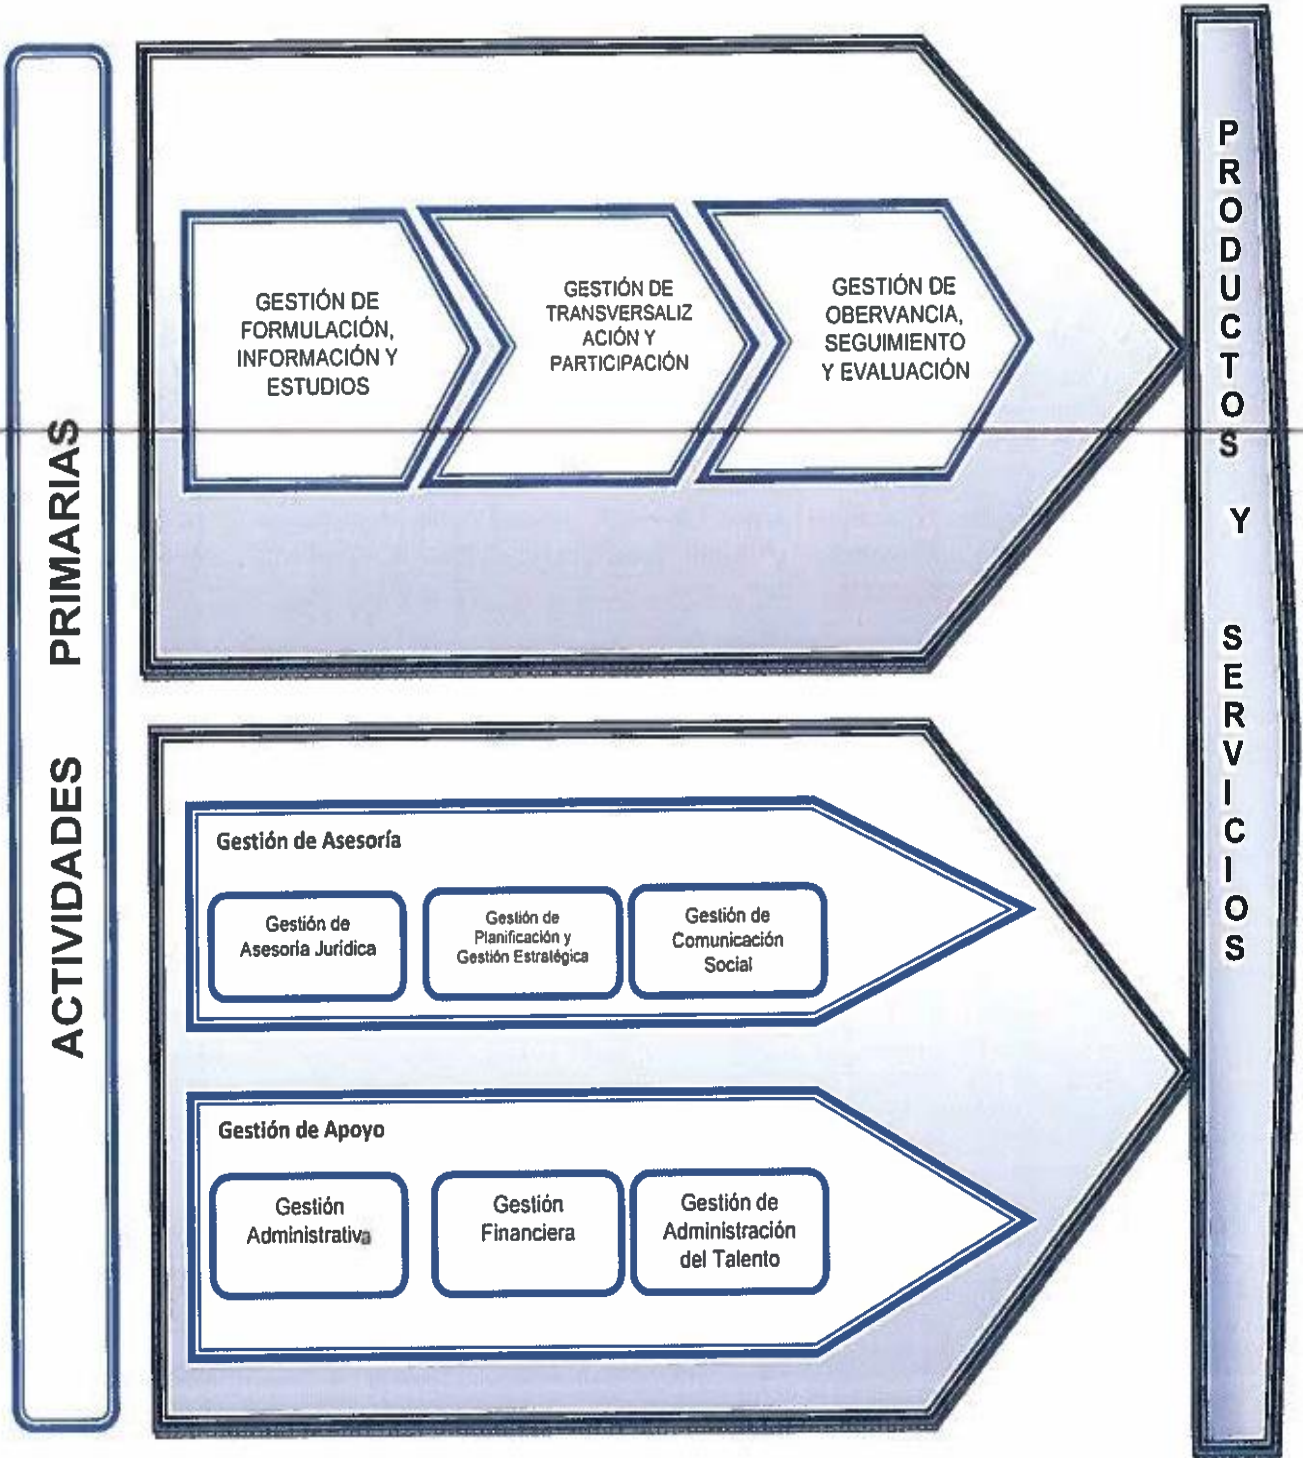 ACTIVIDADES PRIMARIAS
GESTIÓN DE
FORMULACIÓN,
INFORMACIÓN Y
ESTUDIOS
GESTIÓN DE
TRANSVERSALIZ
ACIÓN Y
PARTICIPACIÓN
GESTIÓN DE
OBERVANCIA,
SEGUIMIENTO
Y EVALUACIÓN
Gestión de Asesoría
Gestión de
Asesoría Jurídica
Gestión de
Planificación y
Gestión Estratégica
Gestión de
Comunicación
Social
Gestión de Apoyo
Gestión
Administrativa
Gestión
Financiera
Gestión de
Administración
del Talento
PRODUCTOS Y SERVICIOS